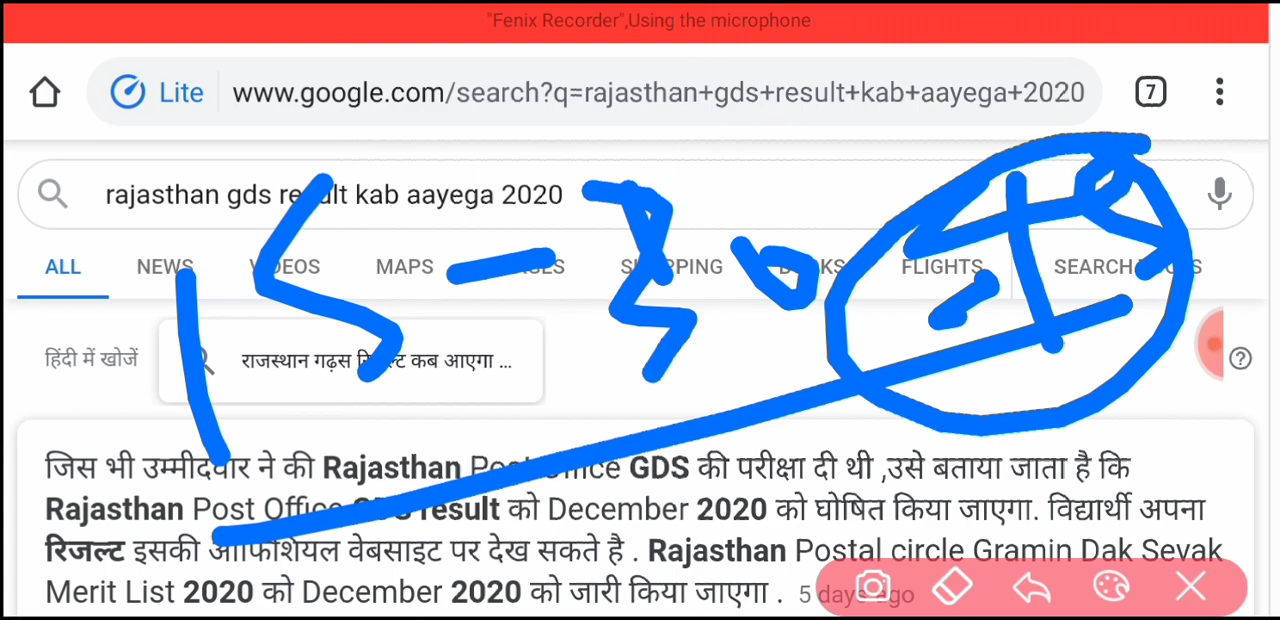 "Fenix Recorder",Using the microphone
Lite www.google.com/search?q=rajasthan+gds+result+kab+aayega+2020 7
rajasthan gds result kab aayega 2020
ALL NEWS VIDEOS MAPS IMAGES SHOPPING BOOKS FLIGHTS SEARCH TOOLS
15 - 30
हिंदी में खोजें राजस्थान गढ़स रिजल्ट कब आएगा ...
जिस भी उम्मीदवार ने की Rajasthan Post Office GDS की परीक्षा दी थी ,उसे बताया जाता है कि
Rajasthan Post Office GDS result को December 2020 को घोषित किया जाएगा. विद्यार्थी अपना
रिजल्ट इसकी ऑफिशियल वेबसाइट पर देख सकते है . Rajasthan Postal circle Gramin Dak Sevak
Merit List 2020 को December 2020 को जारी किया जाएगा . 5 days ago